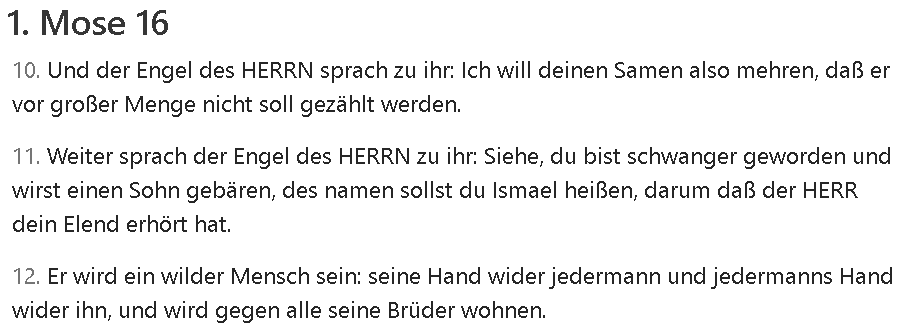 1. Mose 16
10. Und der Engel des HERRN sprach zu ihr: Ich will deinen Samen also mehren, daß er
vor großer Menge nicht soll gezählt werden.
11. Weiter sprach der Engel des HERRN zu ihr: Siehe, du bist schwanger geworden und
wirst einen Sohn gebären, des namen sollst du Ismael heißen, darum daß der HERR
dein Elend erhört hat.
12. Er wird ein wilder Mensch sein: seine Hand wider jedermann und jedermanns Hand
wider ihn, und wird gegen alle seine Brüder wohnen.